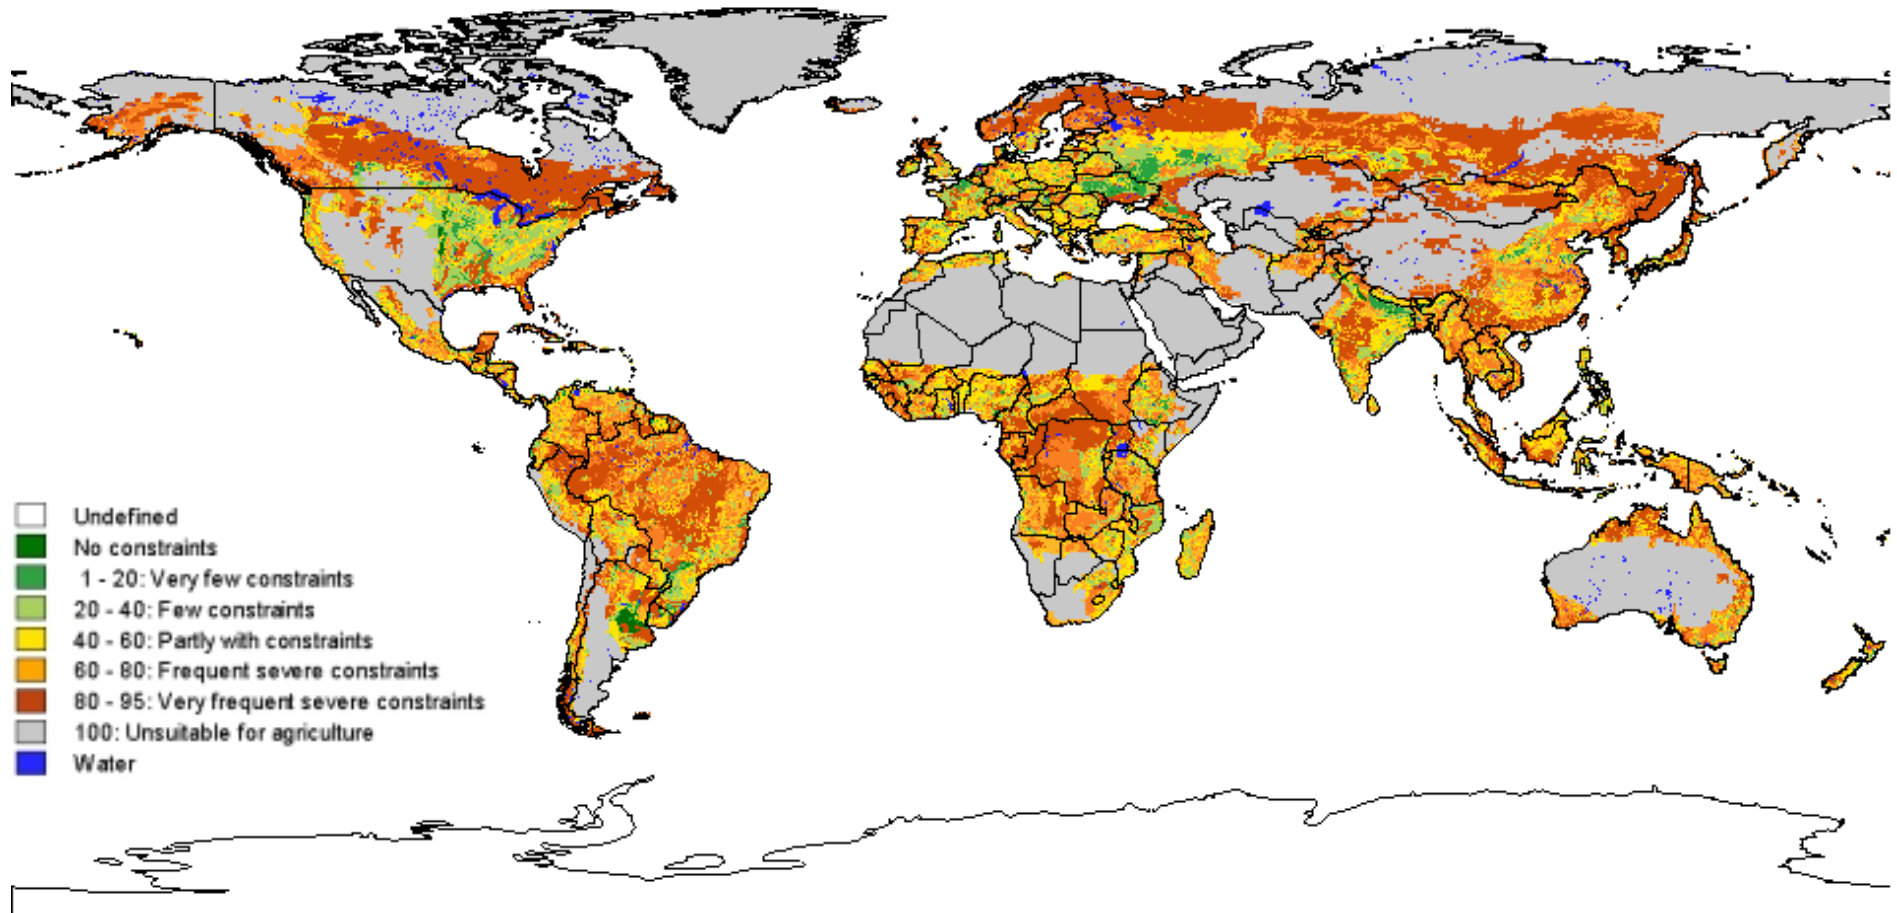 Undefined
No constraints
1 - 20: Very few constraints
20 - 40: Few constraints
40 - 60: Partly with constraints
60 - 80: Frequent severe constraints
80 - 95: Very frequent severe constraints
100: Unsuitable for agriculture
Water